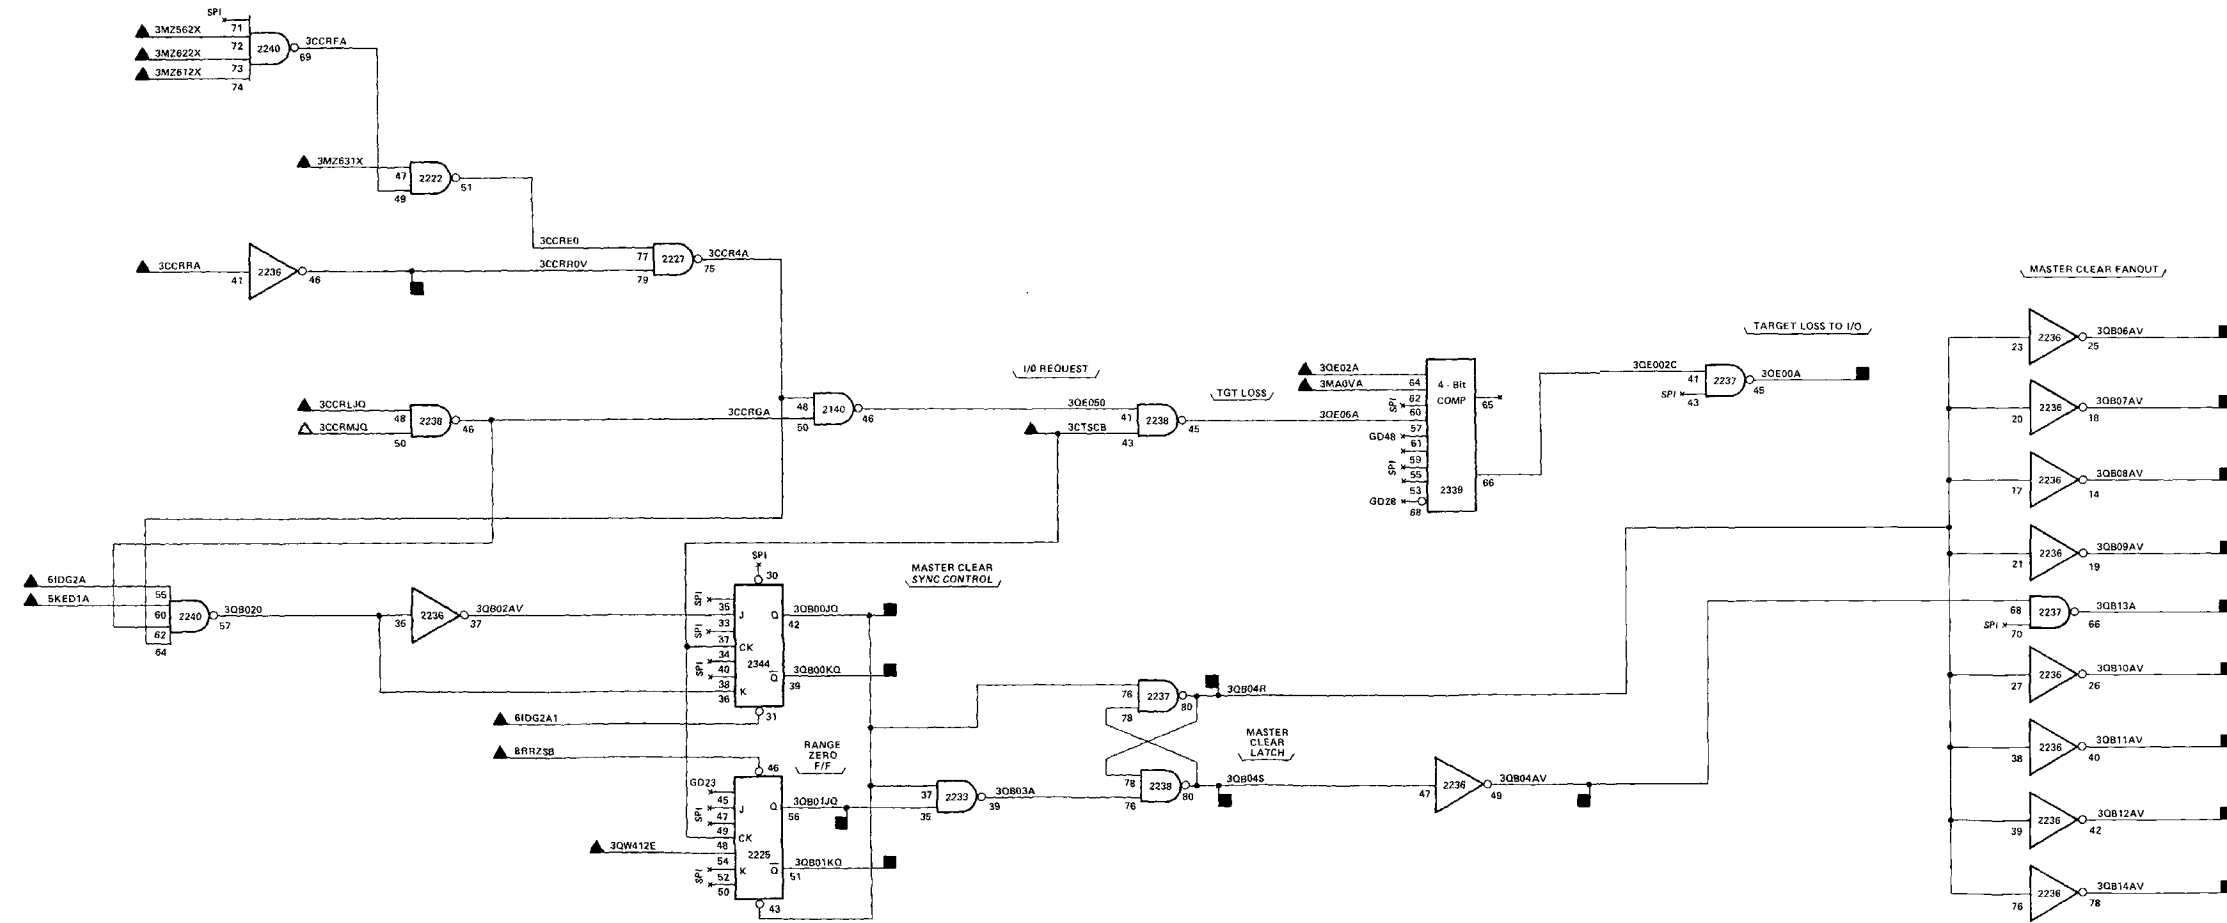 SPI
71
3MZ562X
72
2240
3CCRFA
69
3MZ622X
73
3MZ612X
74
3MZ631X
47
2222
51
49
3CCRRA
41
2236
46
3CCRE0
77
2227
3CCR4A
75
3CCRR0V
79
MASTER CLEAR FANOUT
TARGET LOSS TO I/O
I/O REQUEST
TGT LOSS
3CCRLJQ
48
2238
46
3CCRMJQ
50
3CCRGA
48
2140
46
50
3QE050
41
2238
45
3CTSCB
43
3QE06A
3QE02A
64
3MA0VA
62
SPI
60
57
GD48
61
59
SPI
55
53
GD28
68
4 - Bit
COMP
65
66
2339
3QE002C
41
2237
3QE00A
45
SPI
43
6IDG2A
55
5KED1A
60
2240
62
64
3QB020
57
36
2236
3QB02AV
37
SPI
30
MASTER CLEAR
SYNC CONTROL
SPI
35
J
Q
3QB00JQ
42
33
SPI
37
CK
34
SPI
40
2344
38
K
Q
3QB00KQ
39
36
31
6IDG2A1
8RRZSB
46
RANGE
ZERO
F/F
GD23
45
J
Q
3QB01JQ
56
SPI
47
49
CK
48
3QW412E
2225
54
K
Q
3QB01KQ
51
SPI
52
50
43
37
2233
3QB03A
39
35
76
2237
80
78
3QB04R
MASTER
CLEAR
LATCH
78
2238
80
76
3QB04S
47
2236
3QB04AV
49
23
2236
3QB06AV
25
20
2236
3QB07AV
18
17
2236
3QB08AV
14
21
2236
3QB09AV
19
68
2237
3QB13A
66
SPI
70
27
2236
3QB10AV
26
38
2236
3QB11AV
40
39
2236
3QB12AV
42
76
2236
3QB14AV
78